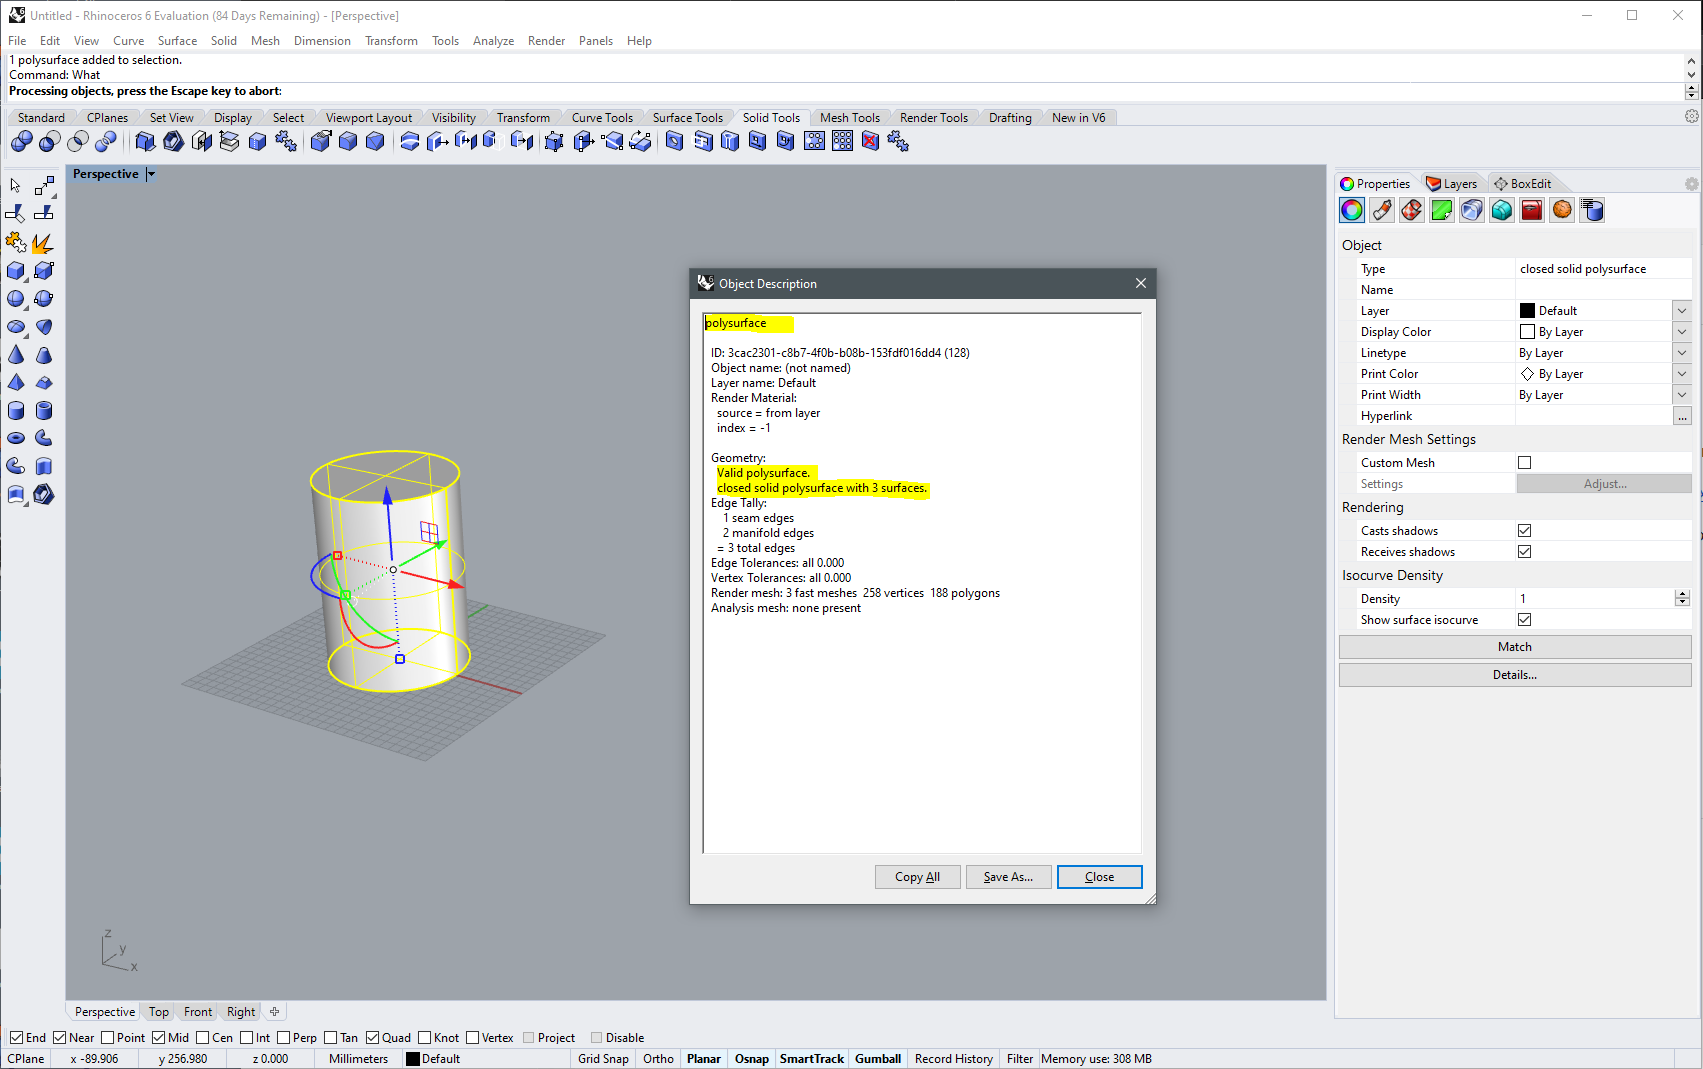 Untitled - Rhinoceros 6 Evaluation (84 Days Remaining) - [Perspective]
File Edit View Curve Surface Solid Mesh Dimension Transform Tools Analyze Render Panels Help
1 polysurface added to selection.
Command: What
Processing objects, press the Escape key to abort:
Standard CPlanes Set View Display Select Viewport Layout Visibility Transform Curve Tools Surface Tools Solid Tools Mesh Tools Render Tools Drafting New in V6
Perspective
Properties Layers BoxEdit
Object
Type closed solid polysurface
Name
Layer Default
Display Color By Layer
Linetype By Layer
Print Color By Layer
Print Width By Layer
Hyperlink ...
Render Mesh Settings
Custom Mesh
Settings Adjust...
Rendering
Casts shadows
Receives shadows
Isocurve Density
Density 1
Show surface isocurve
Match
Details...
Object Description
polysurface
ID: 3cac2301-c8b7-4f0b-b08b-153fdf016dd4 (128)
Object name: (not named)
Layer name: Default
Render Material:
source = from layer
index = -1
Geometry:
Valid polysurface.
closed solid polysurface with 3 surfaces.
Edge Tally:
1 seam edges
2 manifold edges
= 3 total edges
Edge Tolerances: all 0.000
Vertex Tolerances: all 0.000
Render mesh: 3 fast meshes 258 vertices 188 polygons
Analysis mesh: none present
Copy All Save As... Close
z
y
x
Perspective Top Front Right
End Near Point Mid Cen Int Perp Tan Quad Knot Vertex Project Disable
CPlane x -89.906 y 256.980 z 0.000 Millimeters Default Grid Snap Ortho Planar Osnap SmartTrack Gumball Record History Filter Memory use: 308 MB